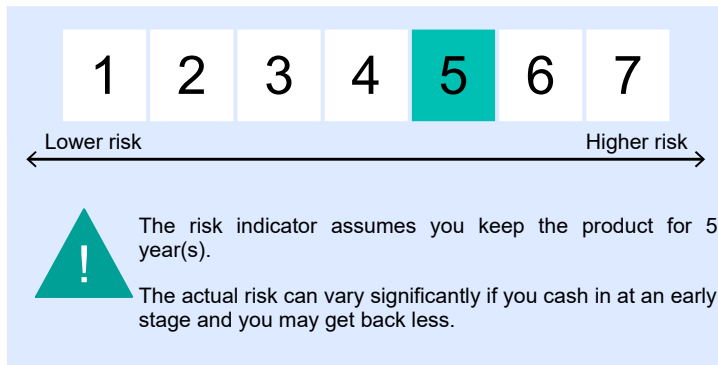 1 2 3 4 5 6 7
Lower risk Higher risk
The risk indicator assumes you keep the product for 5
year(s).
!
The actual risk can vary significantly if you cash in at an early
stage and you may get back less.